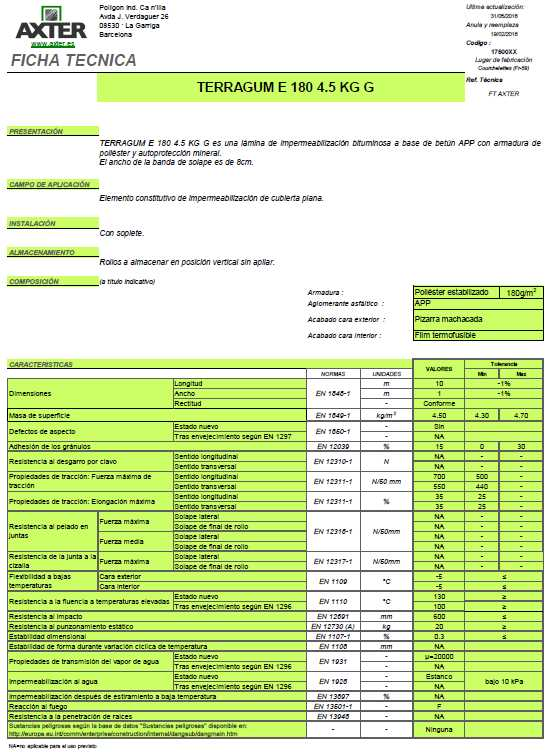 AXTER
www.axter.es
Polígon Ind. Ca n'Illa
Avda J. Verdaguer 26
08530 - La Garriga
Barcelona
Ultima actualización:
31/05/2016
Anula y reemplaza
19/02/2016
Codigo :
17800XX
Lugar de fabricación
Courchelettes (Fr-59)
Ref. Técnica
FT AXTER
FICHA TECNICA
TERRAGUM E 180 4.5 KG G
PRESENTACIÓN
TERRAGUM E 180 4.5 KG G es una lámina de impermeabilización bituminosa a base de betún APP con armadura de
poliéster y autoprotección mineral.
El ancho de la banda de solape es de 8cm.
CAMPO DE APLICACIÓN
Elemento constitutivo de impermeabilización de cubierta plana.
INSTALACIÓN
Con soplete.
ALMACENAMIENTO
Rollos a almacenar en posición vertical sin apilar.
COMPOSICIÓN (a título indicativo)
Armadura : Poliéster estabilizado 180g/m²
Aglomerante asfáltico : APP
Acabado cara exterior : Pizarra machacada
Acabado cara interior : Film termofusible
CARACTERISTICAS NORMAS UNIDADES VALORES Tolerancia Min Max
Dimensiones Longitud EN 1848-1 m 10 -1%
Ancho m 1 -1%
Rectitud - Conforme
Masa de superficie EN 1849-1 kg/m² 4.50 4.30 4.70
Defectos de aspecto Estado nuevo EN 1850-1 - Sin
Tras envejecimiento según EN 1297 - NA
Adhesión de los gránulos EN 12039 % 15 0 30
Resistencia al desgarro por clavo Sentido longitudinal EN 12310-1 N NA - -
Sentido transversal NA - -
Propiedades de tracción: Fuerza máxima de tracción Sentido longitudinal EN 12311-1 N/50 mm 700 500 -
Sentido transversal 550 440 -
Propiedades de tracción: Elongación máxima Sentido longitudinal EN 12311-1 % 35 25 -
Sentido transversal 35 25 -
Resistencia al pelado en juntas Fuerza máxima Solape lateral EN 12316-1 N/50mm NA - -
Solape de final de rollo NA - -
Fuerza media Solape lateral NA - -
Solape de final de rollo NA - -
Resistencia de la junta a la cizalla Fuerza máxima Solape lateral EN 12317-1 N/50mm NA - -
Solape de final de rollo NA - -
Flexibilidad a bajas temperaturas Cara exterior EN 1109 °C -5 ≤
Cara interior -5 ≤
Resistencia a la fluencia a temperaturas elevadas Estado nuevo EN 1110 °C 130 ≥
Tras envejecimiento según EN 1296 100 ≥
Resistencia al impacto EN 12691 mm 600 ≤
Resistencia al punzonamiento estático EN 12730 (A) kg 20 ≥
Estabilidad dimensional EN 1107-1 % 0.3 ≤
Estabilidad de forma durante variación cíclica de temperatura EN 1108 mm NA
Propiedades de transmisión del vapor de agua Estado nuevo EN 1931 - μ=20000
Tras envejecimiento según EN 1296 - NA
Impermeabilización al agua Estado nuevo EN 1928 - Estanco bajo 10 kPa
Tras envejecimiento según EN 1296 - NA
Impermeabilización después de estiramiento a baja temperatura EN 13897 % NA
Reacción al fuego EN 13501-1 - F
Resistencia a la penetración de raíces EN 13948 - NA
Sustancias peligrosas según la base de datos "Sustancias peligrosas" disponible en:
http://europa.eu.int/comm/enterprise/construction/internal/dangsub/dangmain.htm - - Ninguna
NA=no aplicable para el uso previsto